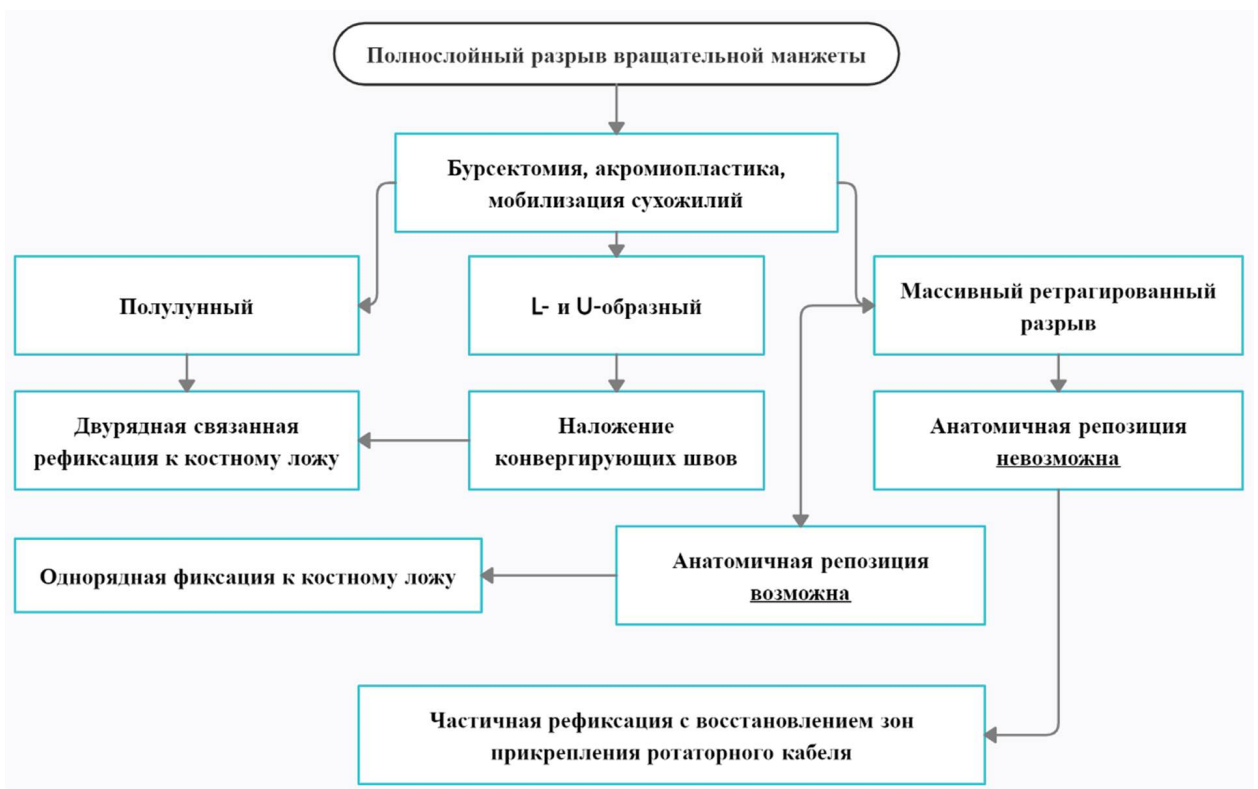 Полнослойный разрыв вращательной манжеты
Бурсектомия, акромиопластика,
мобилизация сухожилий
Полулунный
L- и U-образный
Массивный ретрагированный
разрыв
Двурядная связанная
рефиксация к костному ложу
Наложение
конвергирующих швов
Анатомичная репозиция
невозможна
Однорядная фиксация к костному ложу
Анатомичная репозиция
возможна
Частичная рефиксация с восстановлением зон
прикрепления ротаторного кабеля